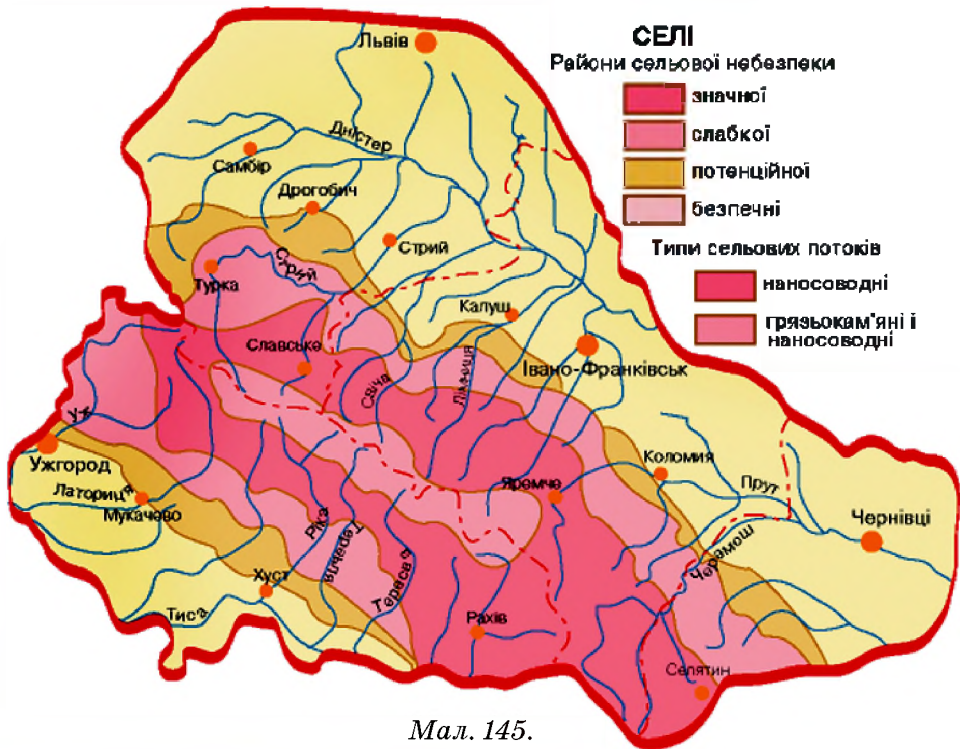 СЕЛІ
Райони сельової небезпеки
значної
слабкої
потенційної
безпечні
Типи сельових потоків
наносоводні
грязьокам'яні і
наносоводні
Львів
Дністер
Самбір
Дрогобич
Стрий
Стрий
Турка
Калуш
Славське
Свіча
Лімниця
Івано-Франківськ
Уж
Ужгород
Латориця
Мукачево
Коломия
Яремче
Прут
Чернівці
Ріка
Теребля
Тересва
Черемош
Хуст
Тиса
Рахів
Селятин
Мал. 145.